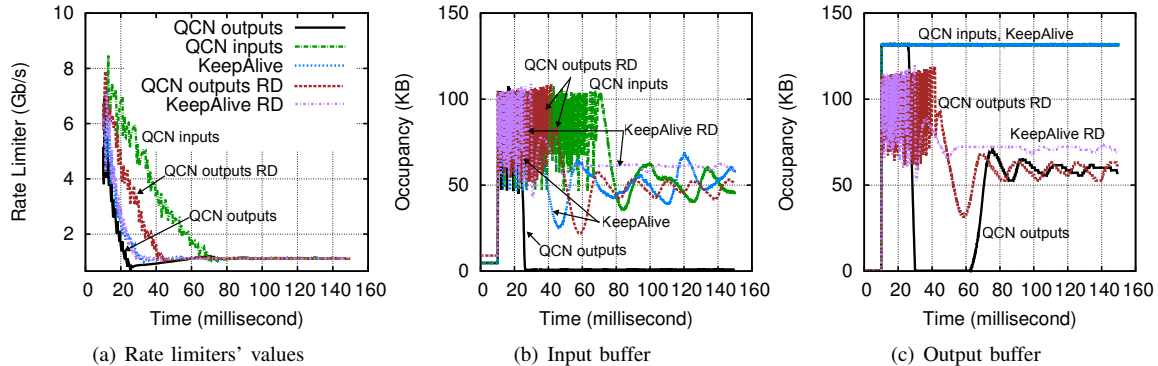 Rate Limiter (Gb/s)
10
8
6
4
2
0 20 40 60 80 100 120 140 160
Time (millisecond)
QCN outputs
QCN inputs
KeepAlive
QCN outputs RD
KeepAlive RD
QCN inputs
QCN outputs RD
QCN outputs
(a) Rate limiters' values
Occupancy (KB)
150
100
50
0
0 20 40 60 80 100 120 140 160
Time (millisecond)
QCN outputs RD
QCN inputs
KeepAlive RD
KeepAlive
QCN outputs
(b) Input buffer
Occupancy (KB)
150
100
50
0
0 20 40 60 80 100 120 140 160
Time (millisecond)
QCN inputs, KeepAlive
QCN outputs RD
KeepAlive RD
QCN outputs
(c) Output buffer